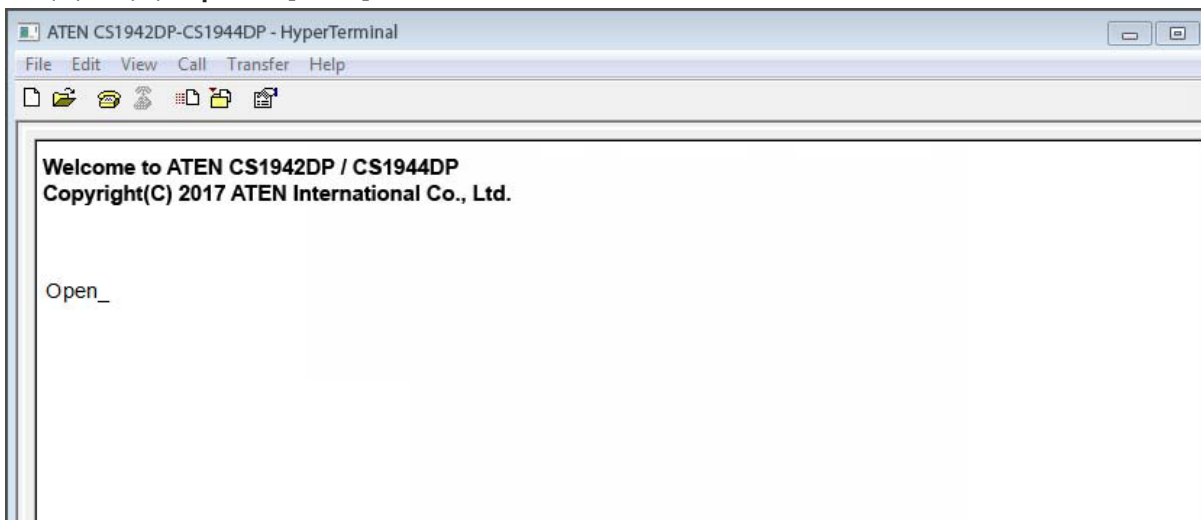 ATEN CS1942DP-CS1944DP - HyperTerminal
File Edit View Call Transfer Help
Welcome to ATEN CS1942DP / CS1944DP
Copyright(C) 2017 ATEN International Co., Ltd.
Open_